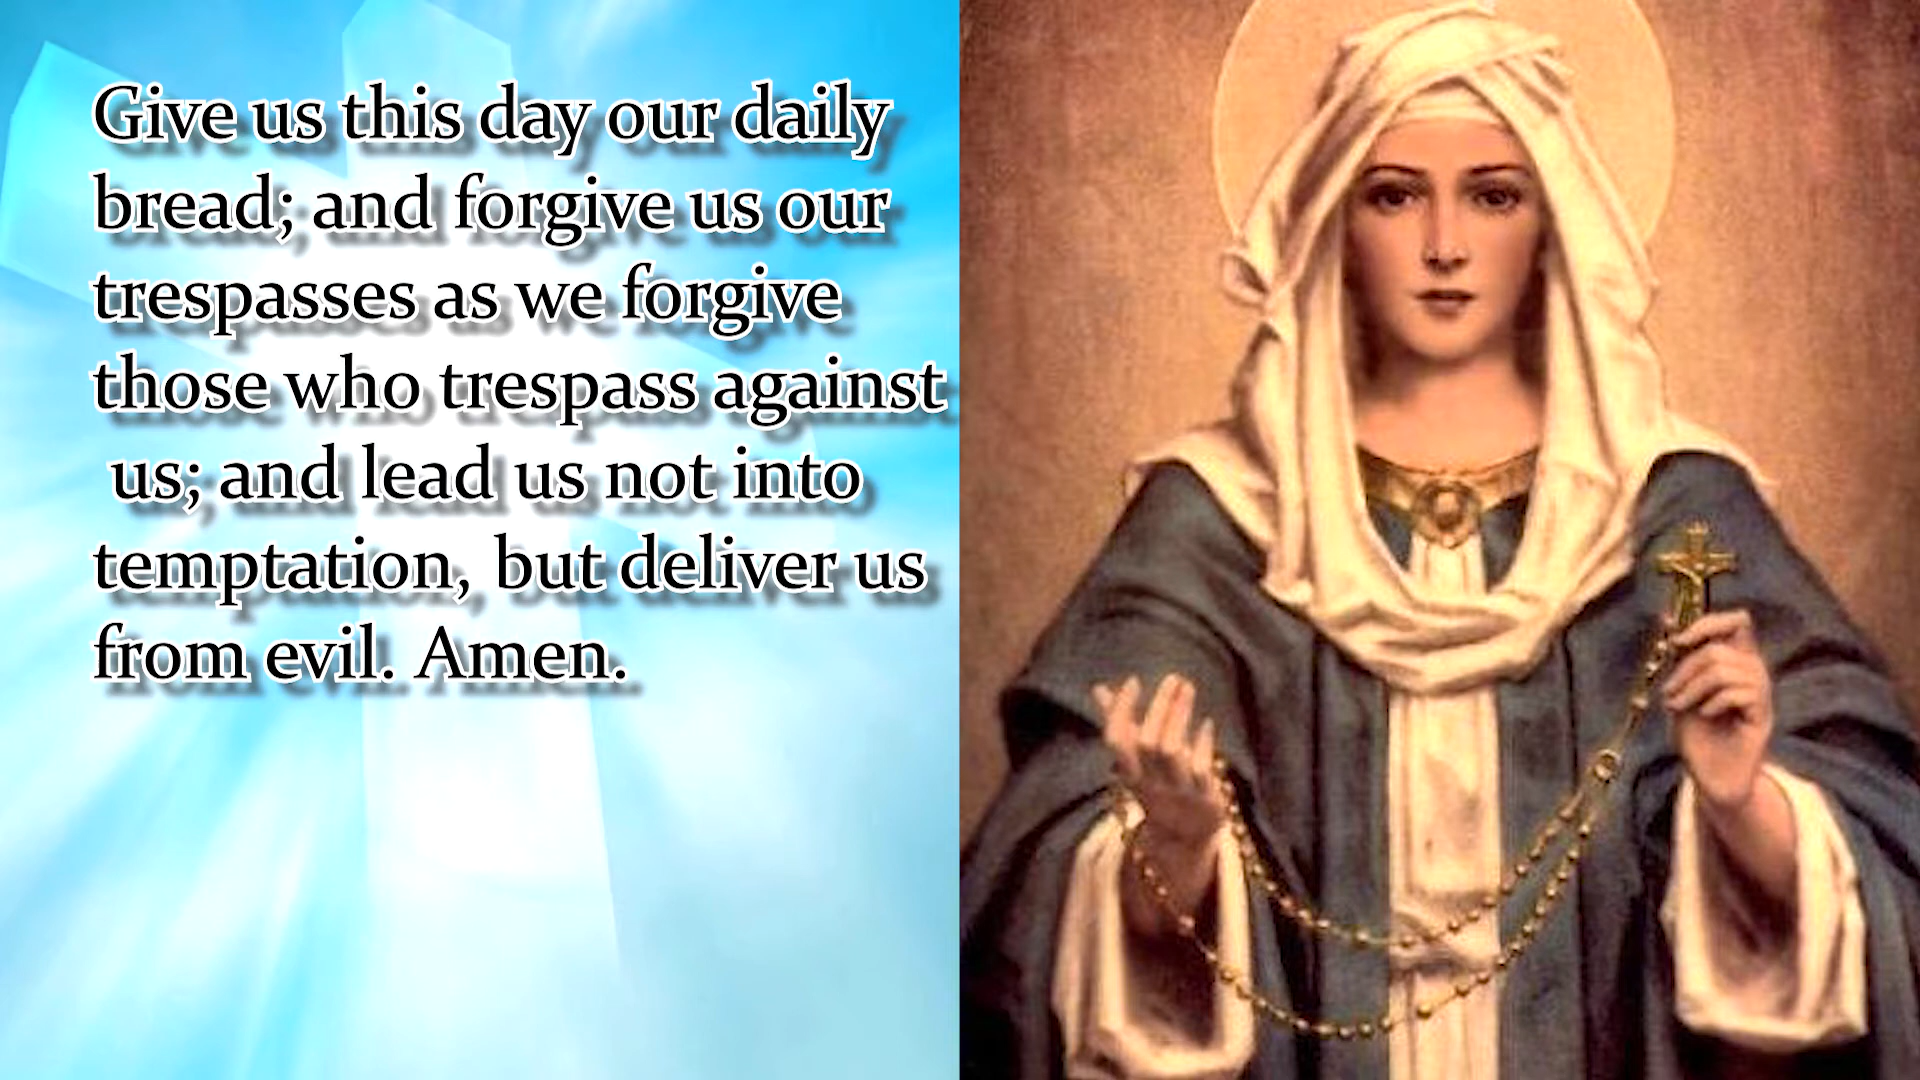 Give us this day our daily
bread; and forgive us our
trespasses as we forgive
those who trespass against
us; and lead us not into
temptation, but deliver us
from evil. Amen.